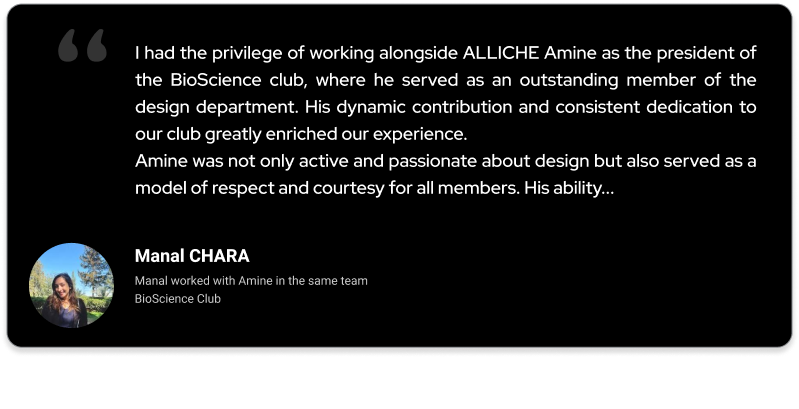 “
I had the privilege of working alongside ALLICHE Amine as the president of
the BioScience club, where he served as an outstanding member of the
design department. His dynamic contribution and consistent dedication to
our club greatly enriched our experience.
Amine was not only active and passionate about design but also served as a
model of respect and courtesy for all members. His ability...
Manal CHARA
Manal worked with Amine in the same team
BioScience Club